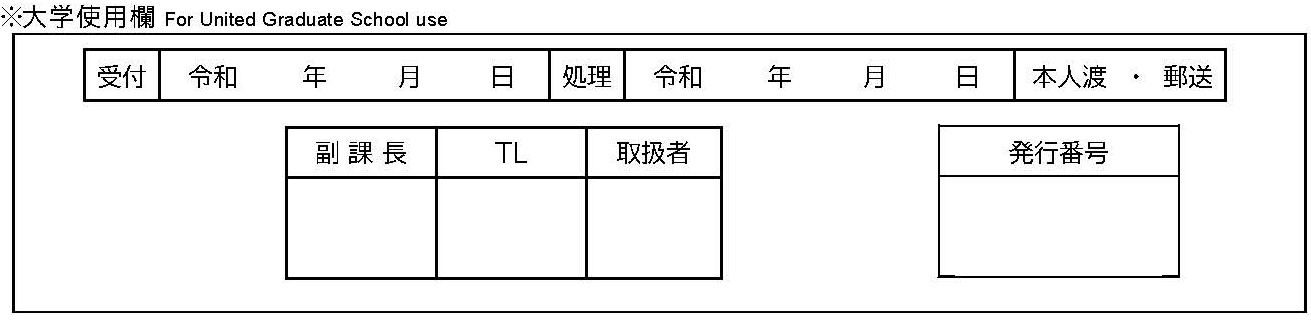 ※大学使用欄 For United Graduate School use
受付 令和 年 月 日 処理 令和 年 月 日 本人渡 ・ 郵送
副課長 TL 取扱者 発行番号